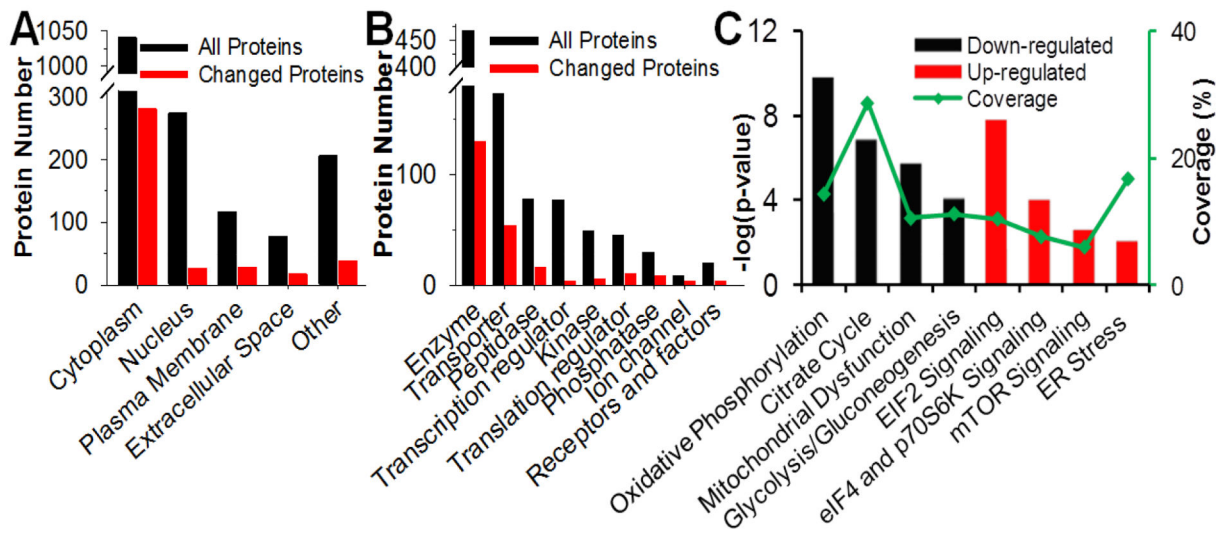 A
Protein Number
1050
1000
300
200
100
0
All Proteins
Changed Proteins
Cytoplasm
Nucleus
Plasma Membrane
Extracellular Space
Other
B
Protein Number
450
400
100
0
All Proteins
Changed Proteins
Enzyme
Transporter
Peptidase
Transcription regulator
Kinase
Translation regulator
Phosphatase
Ion channel
Receptors and factors
C
-log(p-value)
12
8
4
0
Down-regulated
Up-regulated
Coverage
40
20
0
Coverage (%)
Oxidative Phosphorylation
Citrate Cycle
Mitochondrial Dysfunction
Glycolysis/Gluconeogenesis
EIF2 Signaling
eIF4 and p70S6K Signaling
mTOR Signaling
ER Stress